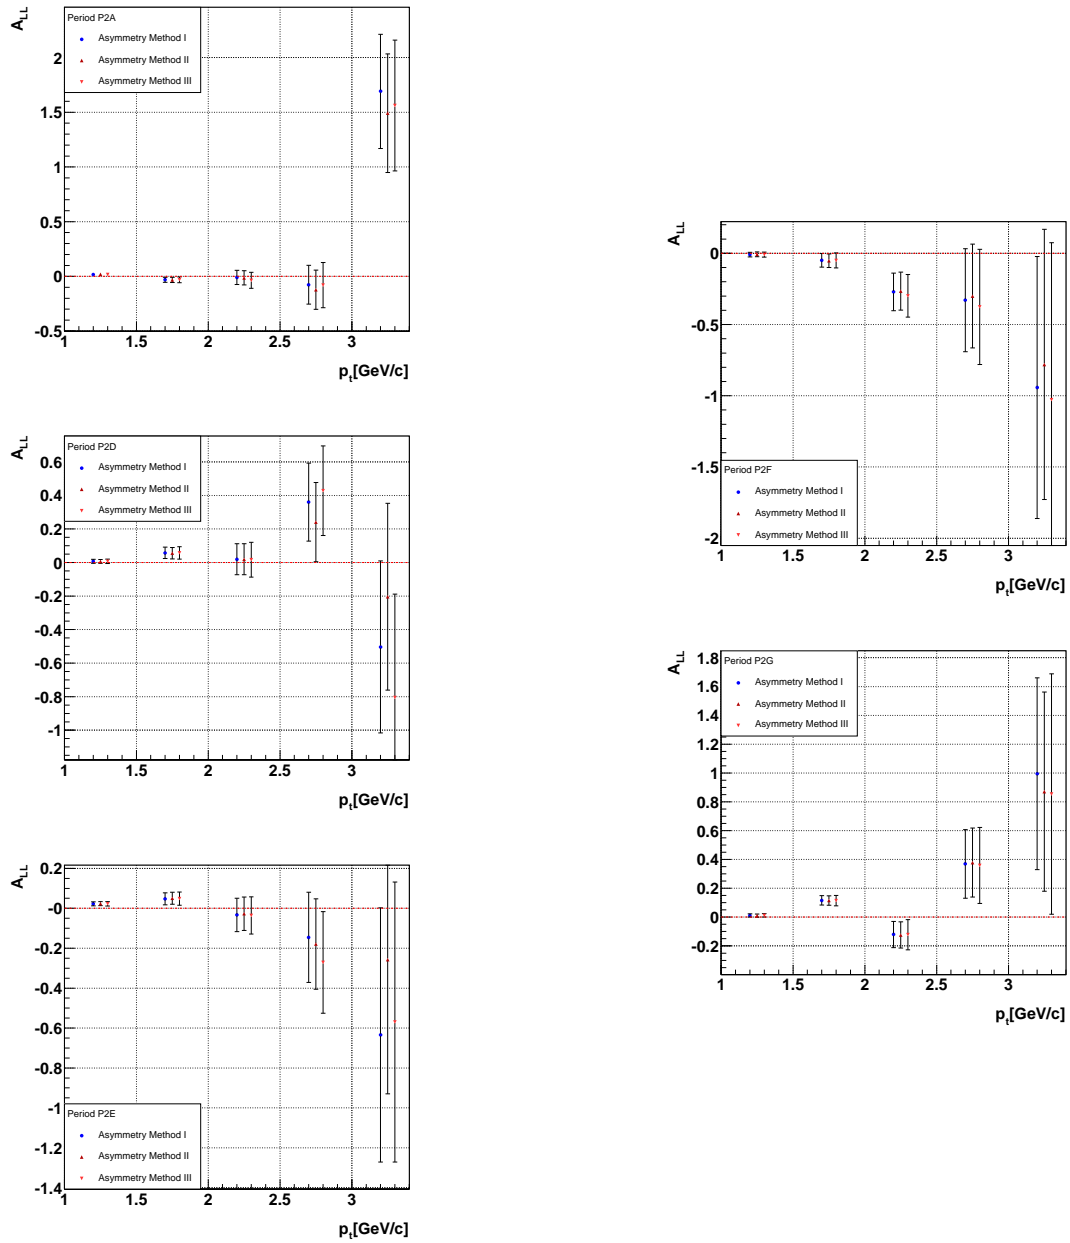 A_LL
Period P2A
Asymmetry Method I
Asymmetry Method II
Asymmetry Method III
2
1.5
1
0.5
0
-0.5
1 1.5 2 2.5 3
p_t[GeV/c]
A_LL
Period P2D
Asymmetry Method I
Asymmetry Method II
Asymmetry Method III
0.6
0.4
0.2
0
-0.2
-0.4
-0.6
-0.8
-1
1 1.5 2 2.5 3
p_t[GeV/c]
A_LL
0.2
-0
-0.2
-0.4
-0.6
-0.8
-1
-1.2
-1.4
Period P2E
Asymmetry Method I
Asymmetry Method II
Asymmetry Method III
1 1.5 2 2.5 3
p_t[GeV/c]
A_LL
0
-0.5
-1
-1.5
-2
Period P2F
Asymmetry Method I
Asymmetry Method II
Asymmetry Method III
1 1.5 2 2.5 3
p_t[GeV/c]
A_LL
Period P2G
Asymmetry Method I
Asymmetry Method II
Asymmetry Method III
1.8
1.6
1.4
1.2
1
0.8
0.6
0.4
0.2
0
-0.2
1 1.5 2 2.5 3
p_t[GeV/c]